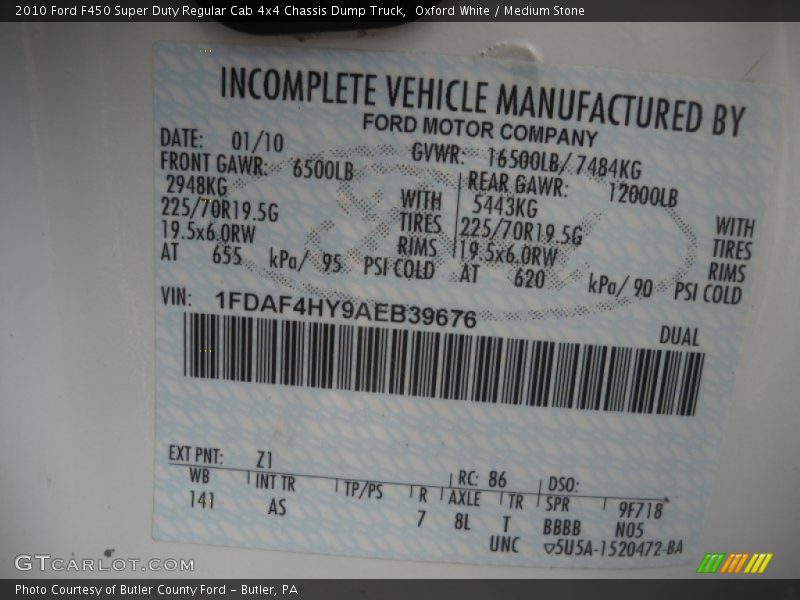 2010 Ford F450 Super Duty Regular Cab 4x4 Chassis Dump Truck,  Oxford White / Medium Stone
INCOMPLETE VEHICLE MANUFACTURED BY
FORD MOTOR COMPANY
DATE: 01/10 GVWR: 16500LB/7484KG
FRONT GAWR: 6500LB REAR GAWR: 12000LB
2948KG WITH 5443KG WITH
225/70R19.5G TIRES 225/70R19.5G TIRES
19.5x6.0RW RIMS 19.5x6.0RW RIMS
AT 655 kPa/ 95 PSI COLD AT 620 kPa/ 90 PSI COLD
VIN: 1FDAF4HY9AEB39676
DUAL
EXT PNT: Z1 RC: 86 DSO:
WB INT TR TP/PS R AXLE TR SPR 9F718
141 AS 7 8L T BBBB N05
UNC ▽5U5A-1520472-BA
GTCARLOT.COM
Photo Courtesy of Butler County Ford – Butler, PA